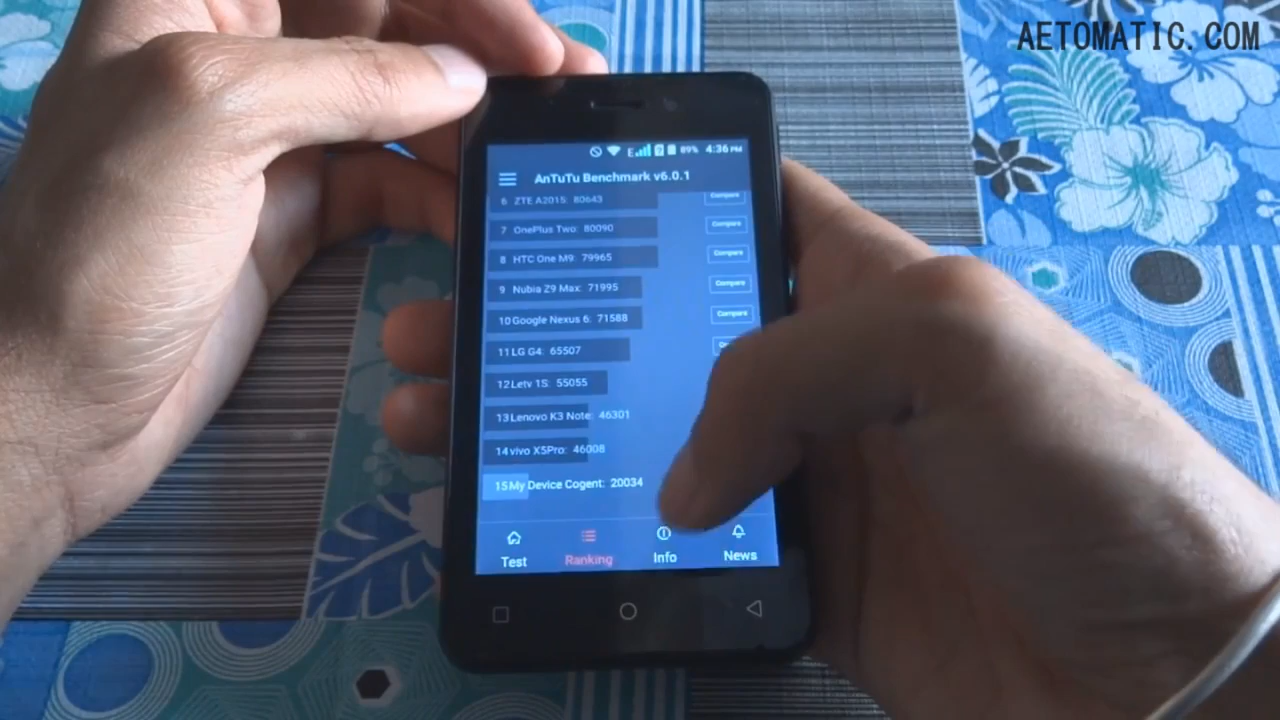 AETOMATIC.COM
E 89% 4:36 PM
AnTuTu Benchmark v6.0.1
6 ZTE A2015: 80643 Compare
7 OnePlus Two: 80090 Compare
8 HTC One M9: 79965 Compare
9 Nubia Z9 Max: 71995 Compare
10 Google Nexus 6: 71588 Compare
11 LG G4: 65507
12 Letv 1S: 55055
13 Lenovo K3 Note: 46301
14 vivo X5Pro: 46008
15 My Device Cogent: 20034
Test Ranking Info News